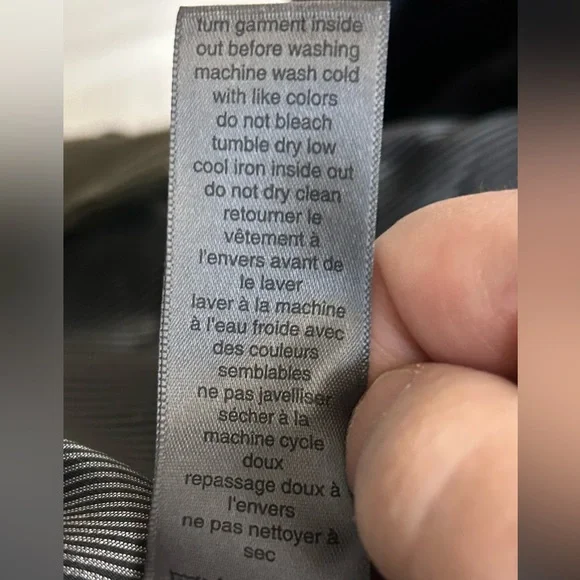 turn garment inside
out before washing
machine wash cold
with like colors
do not bleach
tumble dry low
cool iron inside out
do not dry clean
retourner le
vêtement à
l'envers avant de
le laver
laver à la machine
à l'eau froide avec
des couleurs
semblables
ne pas javelliser
sécher à la
machine cycle
doux
repassage doux à
l'envers
ne pas nettoyer à
sec